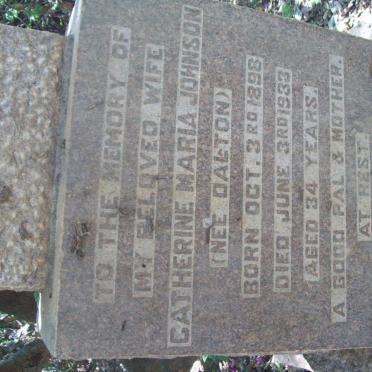 TO THE MEMORY OF
MY BELOVED WIFE
CATHERINE MARIA JOHNSON
(NEE DALTON)
BORN OCT. 3RD 1898
DIED JUNE 3RD 1933
AGED 34 YEARS.
A GOOD PAL & MOTHER.
AT REST.